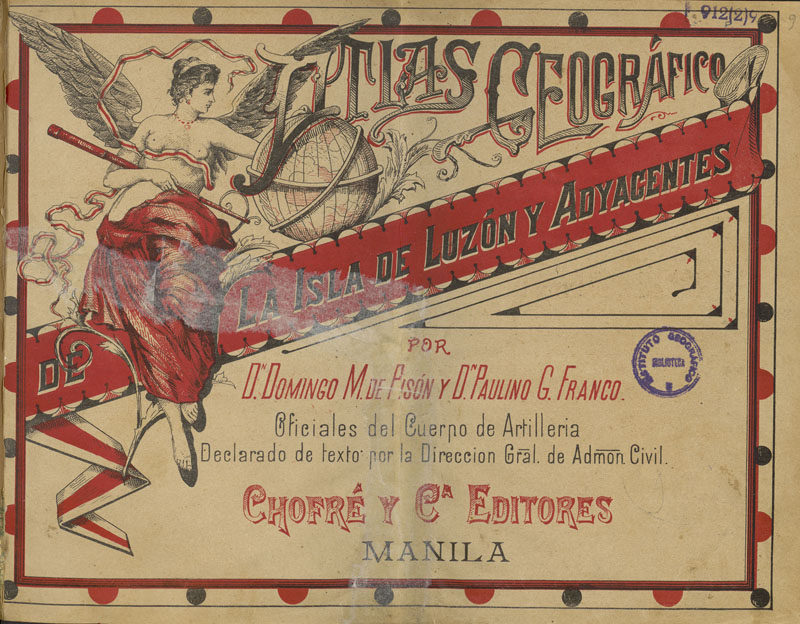 912(2)9
9
ATLAS GEOGRÁFICO
DE LA ISLA DE LUZÓN Y ADYACENTES
POR
Dn. DOMINGO M. DE PISÓN Y Dn. PAULINO G. FRANCO.
Oficiales del Cuerpo de Artilleria
Declarado de texto por la Direccion Gral. de Admon. Civil.
CHOFRÉ Y Cª EDITORES
MANILA
INSTITUTO GEOGRÁFICO
BIBLIOTECA